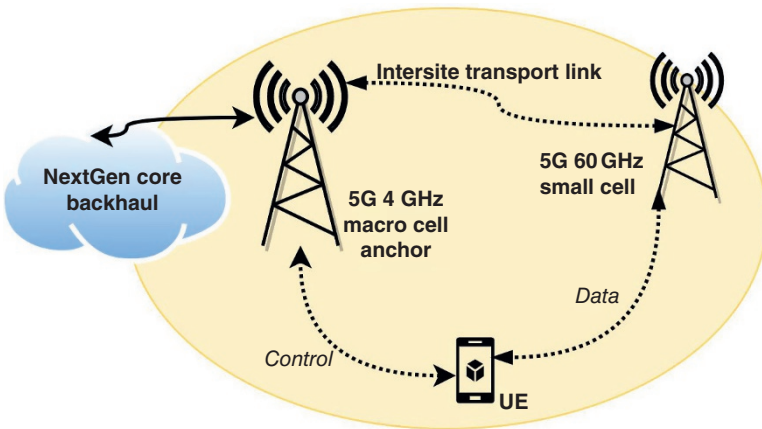 Intersite transport link
NextGen core
backhaul
5G 4 GHz
macro cell
anchor
5G 60 GHz
small cell
Control
Data
UE